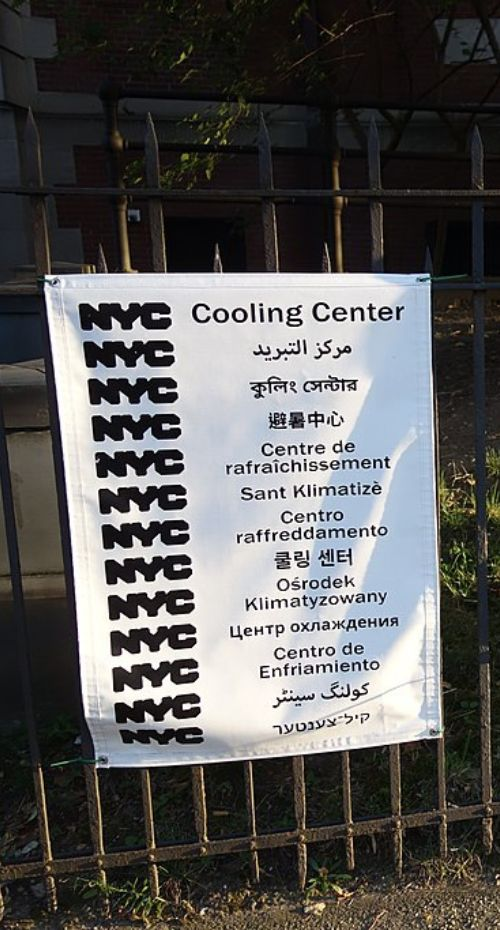 NYC Cooling Center
NYC مركز التبريد
NYC কুলিং সেন্টার
NYC 避暑中心
NYC Centre de
rafraîchissement
NYC Sant Klimatizè
NYC Centro
raffreddamento
NYC 쿨링 센터
NYC Ośrodek
Klimatyzowany
NYC Центр охлаждения
NYC Centro de
Enfriamiento
NYC کولنگ سینٹر
NYC קיל-צענטער